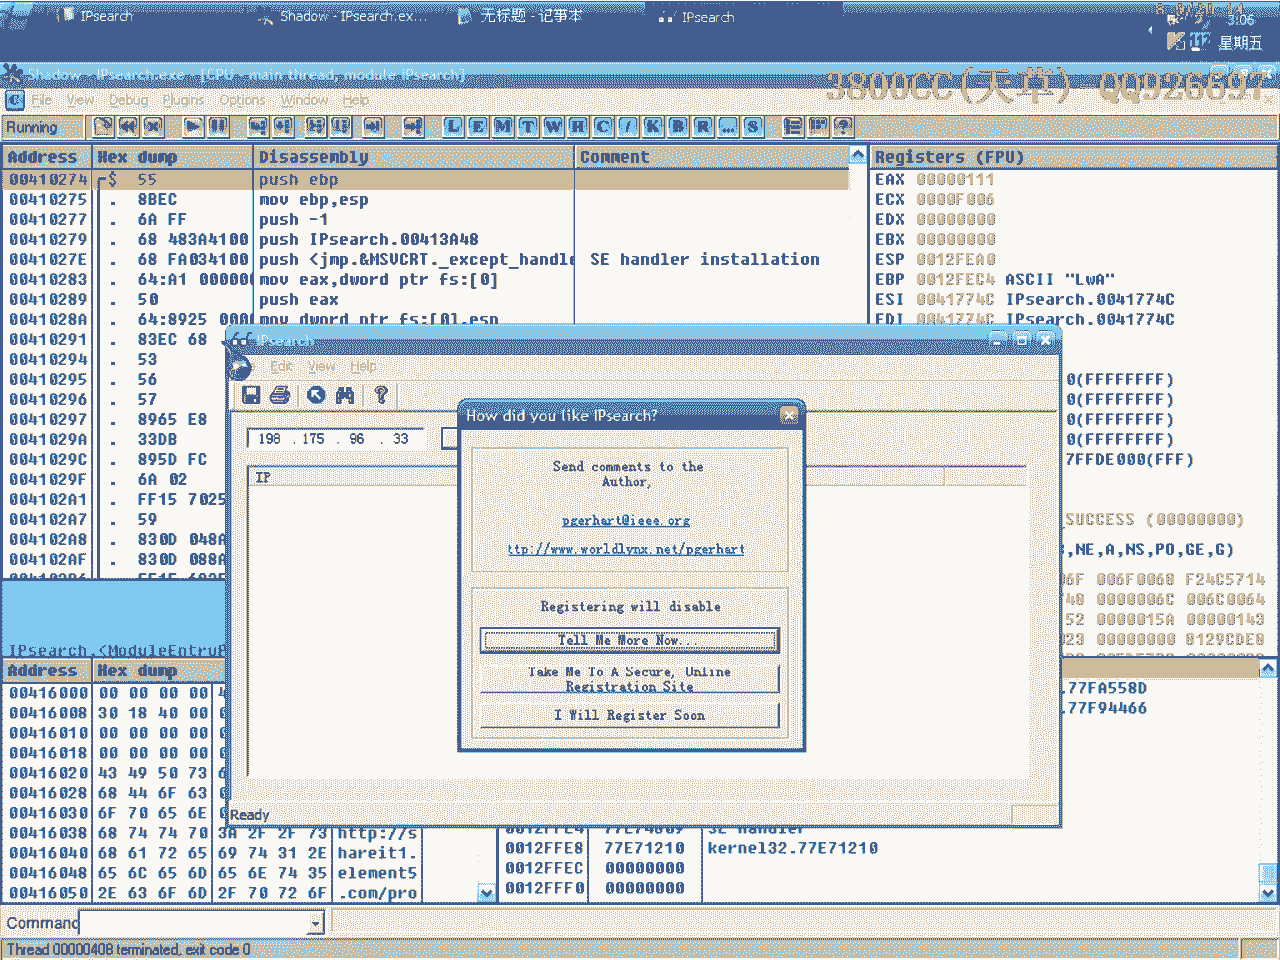 IPsearch
Shadow - IPsearch.ex...
无标题 - 记事本
IPsearch
3:06
星期五
Shadow - IPsearch.exe - [CPU - main thread, module IPsearch]
3800CC(天草)-QQ926697
File View Debug Plugins Options Window Help
Running
L E M T W H C / K B R ... S
Address Hex dump Disassembly Comment
Registers (FPU)
00410274 $ 55 push ebp
00410275 . 8BEC mov ebp,esp
00410277 . 6A FF push -1
00410279 . 68 483A4100 push IPsearch.00413A48
0041027E . 68 FA034100 push <jmp.&MSVCRT._except_handle SE handler installation
00410283 . 64:A1 000000 mov eax,dword ptr fs:[0]
00410289 . 50 push eax
0041028A . 64:8925 000 mov dword ptr fs:[0],esp
00410291 . 83EC 68
00410294 . 53
00410295 . 56
00410296 . 57
00410297 . 8965 E8
0041029A . 33DB
0041029C . 895D FC
0041029F . 6A 02
004102A1 . FF15 7025
004102A7 . 59
004102A8 . 830D 048A
004102AF . 830D 088A
EAX 00000111
ECX 0000F006
EDX 00000000
EBX 00000000
ESP 0012FEA0
EBP 0012FEC4 ASCII "LwA"
ESI 0041774C IPsearch.0041774C
EDI 0041774C IPsearch.0041774C
0(FFFFFFFF)
0(FFFFFFFF)
0(FFFFFFFF)
0(FFFFFFFF)
7FFDE000(FFF)
_SUCCESS (00000000)
,NE,A,NS,PO,GE,G)
6F 006F0068 F24C5714
0000006C 006C0064
52 0000015A 00000143
00000000 0129CDE0
IPsearch
Edit View Help
198 .175 . 96 . 33
IP
Ready
How did you like IPsearch?
Send comments to the
Author,
pgerhart@ieee.org
ttp://www.worldlynx.net/pgerhart
Registering will disable
Tell Me More Now...
Take Me To A Secure, Online
Registration Site
I Will Register Soon
IPsearch.<ModuleEntryP
Address Hex dump
00416000 00 00 00 00
00416008 30 18 40 00
00416010 00 00 00 00
00416018 00 00 00 00
00416020 43 49 50 73
00416028 68 44 6F 63
00416030 6F 70 65 6E
00416038 68 74 74 70 3A 2F 2F 73 http://s
00416040 68 61 72 65 69 74 31 2E hareit1.
00416048 65 6C 65 6D 65 6E 74 35 element5
00416050 2E 63 6F 6D 2F 70 72 6F .com/pro
.77FA558D
.77F94466
0012FFE4 77E74809 SE handler
0012FFE8 77E71210 kernel32.77E71210
0012FFEC 00000000
0012FFF0 00000000
Command
Thread 00000408 terminated, exit code 0